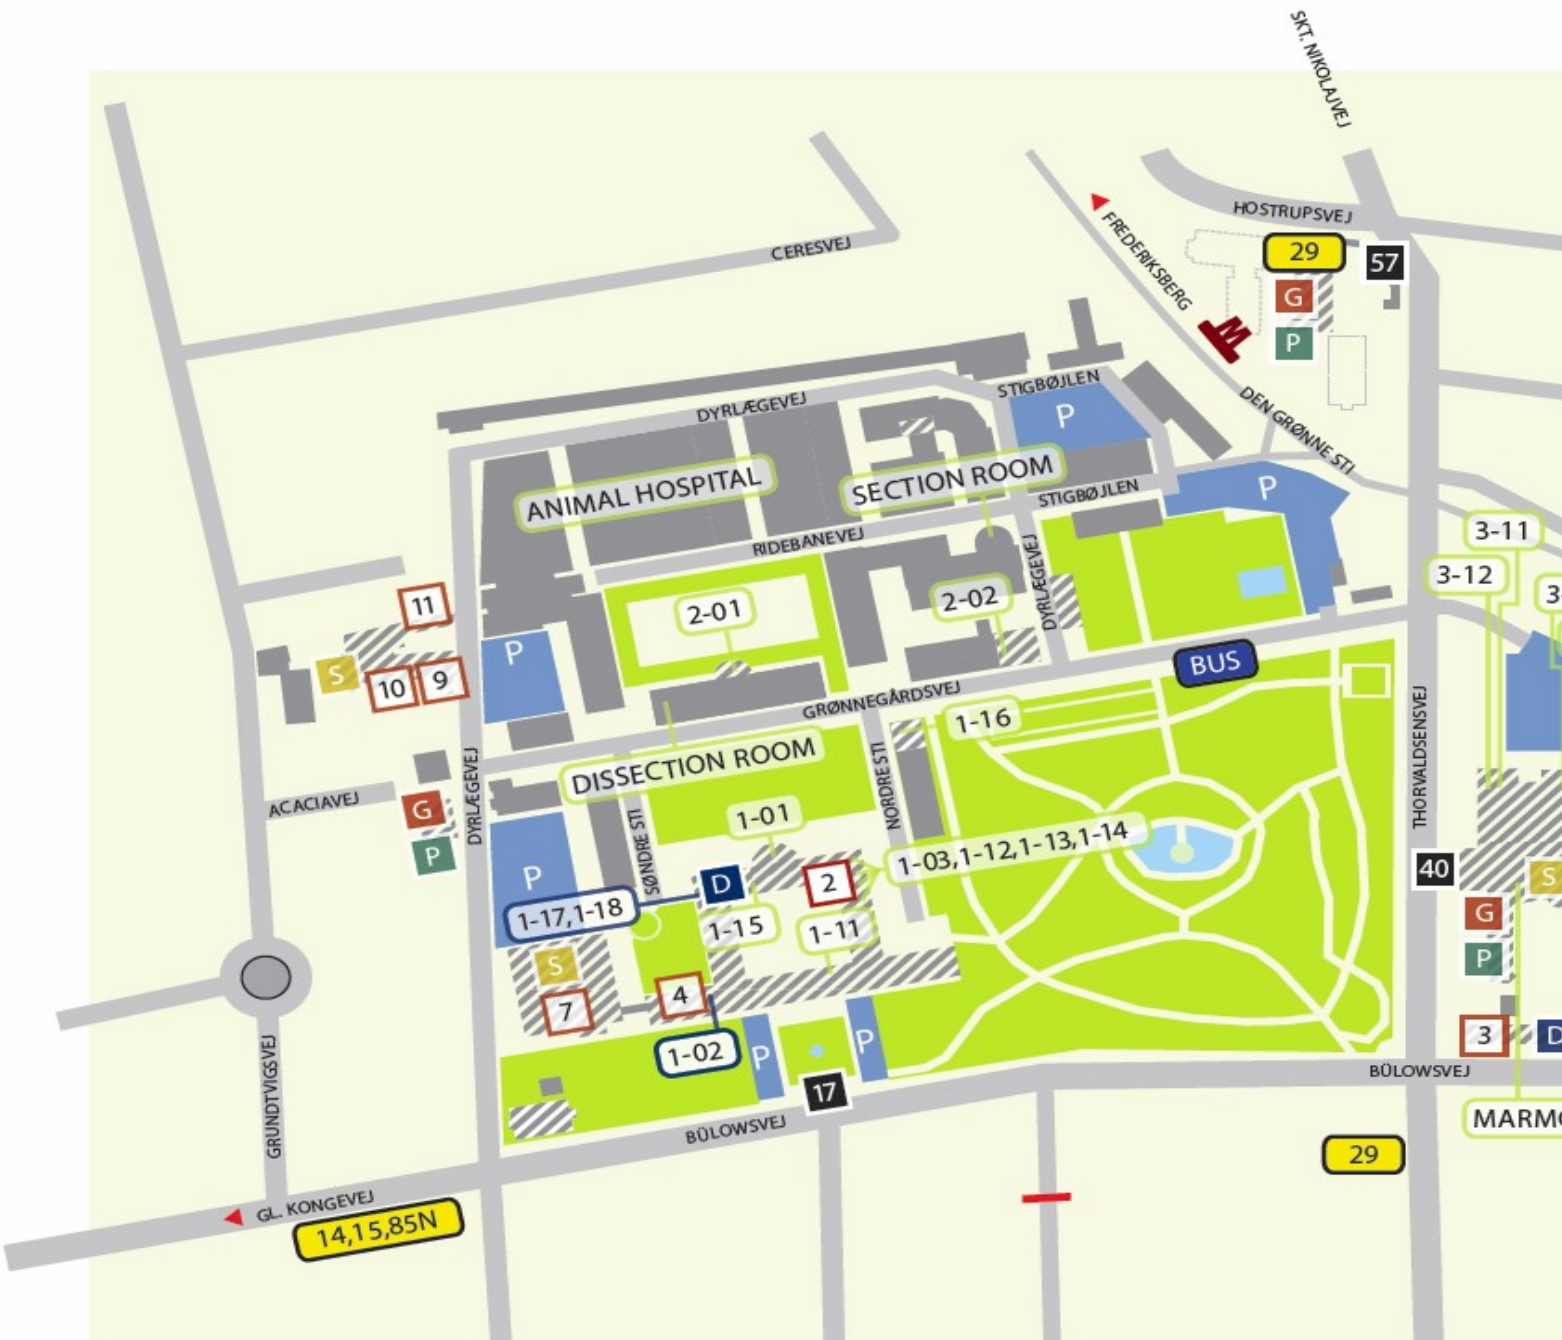 SKT. NIKOLAJVEJ
HOSTRUPSVEJ
CERESVEJ
FREDERIKSBERG
29
57
G
M
P
STIGBØJLEN
DYRLÆGEVEJ
P
DEN GRØNNE STI
ANIMAL HOSPITAL
SECTION ROOM
STIGBØJLEN
P
RIDEBANEVEJ
3-11
DYRLÆGEVEJ
3-12
11
2-01
2-02
P
BUS
S
10
9
GRØNNEGÅRDSVEJ
1-16
THORVALDSENSVEJ
DISSECTION ROOM
NORDRE STI
DYRLÆGEVEJ
ACACIAVEJ
G
1-01
SØNDRE STI
1-03,1-12,1-13,1-14
P
P
D
2
40
S
1-17,1-18
1-15
1-11
G
S
P
4
7
3
D
1-02
P
P
GRUNDTVIGSVEJ
17
BÜLOWSVEJ
BÜLOWSVEJ
29
GL. KONGEVEJ
14,15,85N